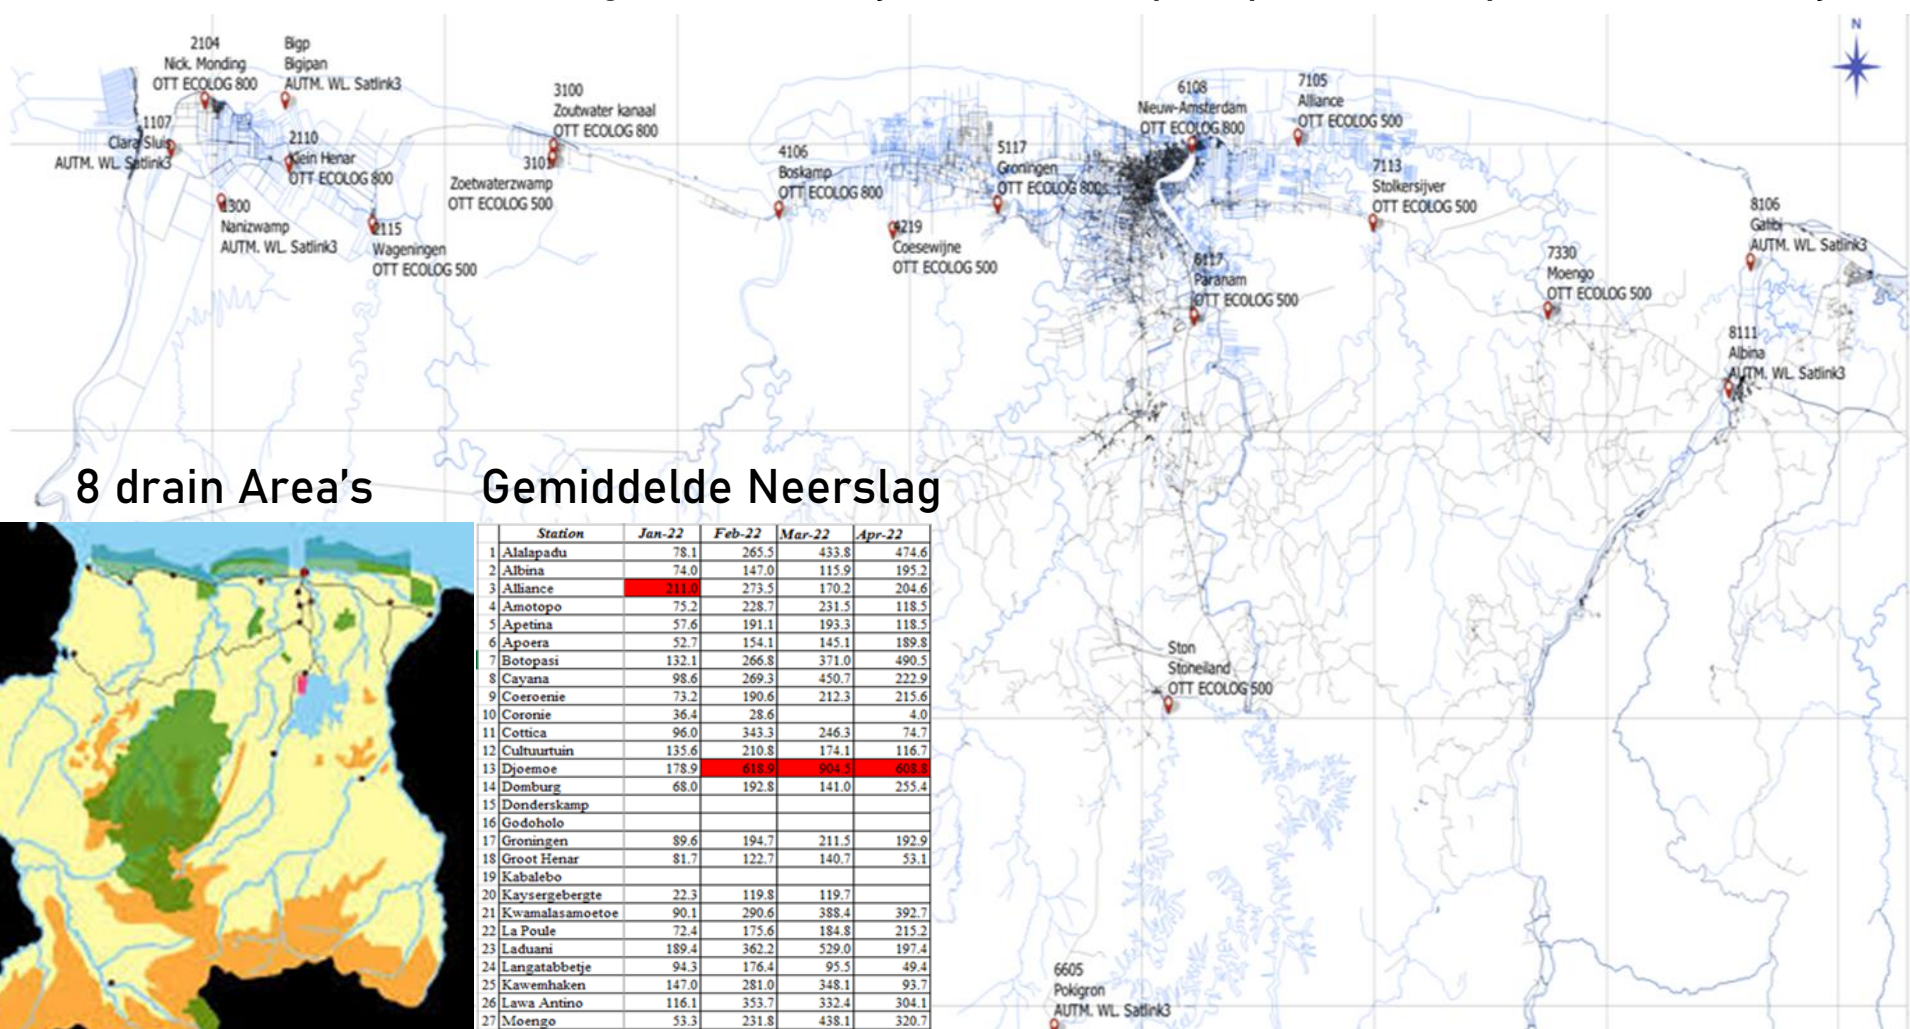 N
2104
Nick. Monding
OTT ECOLOG 800
Bigp
Bigipan
AUTM. WL. Satlink3
1107
Clara Sluis
AUTM. WL. Satlink3
2110
Klein Henar
OTT ECOLOG 800
1300
Nanizwamp
AUTM. WL. Satlink3
2115
Wageningen
OTT ECOLOG 500
3100
Zoutwater kanaal
OTT ECOLOG 800
3101
Zoetwaterzwamp
OTT ECOLOG 500
4106
Boskamp
OTT ECOLOG 800
4219
Coesewijne
OTT ECOLOG 500
5117
Groningen
OTT ECOLOG 800s
6108
Nieuw-Amsterdam
OTT ECOLOG 800
7105
Alliance
OTT ECOLOG 500
7113
Stolkersijver
OTT ECOLOG 500
6117
Paranam
OTT ECOLOG 500
7330
Moengo
OTT ECOLOG 500
8106
Galibi
AUTM. WL. Satlink3
8111
Albina
AUTM. WL. Satlink3
Ston
Stoneiland
OTT ECOLOG 500
6605
Pokigron
AUTM. WL. Satlink3
8 drain Area's
Gemiddelde Neerslag
Station Jan-22 Feb-22 Mar-22 Apr-22
1 Alalapadu 78.1 265.5 433.8 474.6
2 Albina 74.0 147.0 115.9 195.2
3 Alliance 211.0 273.5 170.2 204.6
4 Amotopo 75.2 228.7 231.5 118.5
5 Apetina 57.6 191.1 193.3 118.5
6 Apoera 52.7 154.1 145.1 189.8
7 Botopasi 132.1 266.8 371.0 490.5
8 Cayana 98.6 269.3 450.7 222.9
9 Coeroenie 73.2 190.6 212.3 215.6
10 Coronie 36.4 28.6 4.0
11 Cottica 96.0 343.3 246.3 74.7
12 Cultuurtuin 135.6 210.8 174.1 116.7
13 Djoemoe 178.9 618.9 904.5 608.8
14 Domburg 68.0 192.8 141.0 255.4
15 Donderskamp
16 Godoholo
17 Groningen 89.6 194.7 211.5 192.9
18 Groot Henar 81.7 122.7 140.7 53.1
19 Kabalebo
20 Kaysergebergte 22.3 119.8 119.7
21 Kwamalasamoetoe 90.1 290.6 388.4 392.7
22 La Poule 72.4 175.6 184.8 215.2
23 Laduani 189.4 362.2 529.0 197.4
24 Langatabbetje 94.3 176.4 95.5 49.4
25 Kawemhaken 147.0 281.0 348.1 93.7
26 Lawa Antino 116.1 353.7 332.4 304.1
27 Moengo 53.3 231.8 438.1 320.7